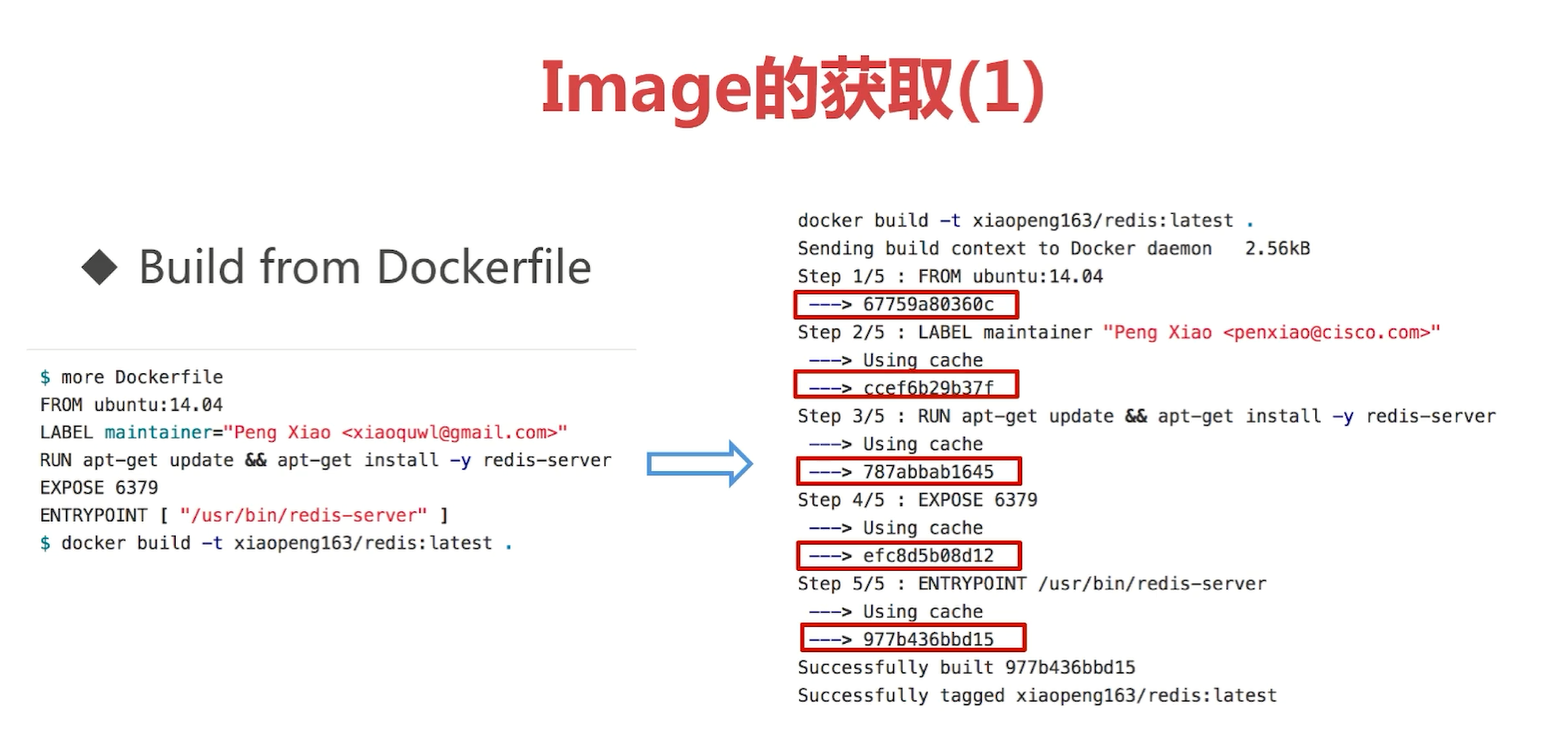 Image的获取(1)
◆ Build from Dockerfile
$ more Dockerfile
FROM ubuntu:14.04
LABEL maintainer="Peng Xiao <xiaoquwl@gmail.com>"
RUN apt-get update && apt-get install -y redis-server
EXPOSE 6379
ENTRYPOINT [ "/usr/bin/redis-server" ]
$ docker build -t xiaopeng163/redis:latest .
docker build -t xiaopeng163/redis:latest .
Sending build context to Docker daemon 2.56kB
Step 1/5 : FROM ubuntu:14.04
---> 67759a80360c
Step 2/5 : LABEL maintainer "Peng Xiao <penxiao@cisco.com>"
---> Using cache
---> ccef6b29b37f
Step 3/5 : RUN apt-get update && apt-get install -y redis-server
---> Using cache
---> 787abbab1645
Step 4/5 : EXPOSE 6379
---> Using cache
---> efc8d5b08d12
Step 5/5 : ENTRYPOINT /usr/bin/redis-server
---> Using cache
---> 977b436bbd15
Successfully built 977b436bbd15
Successfully tagged xiaopeng163/redis:latest